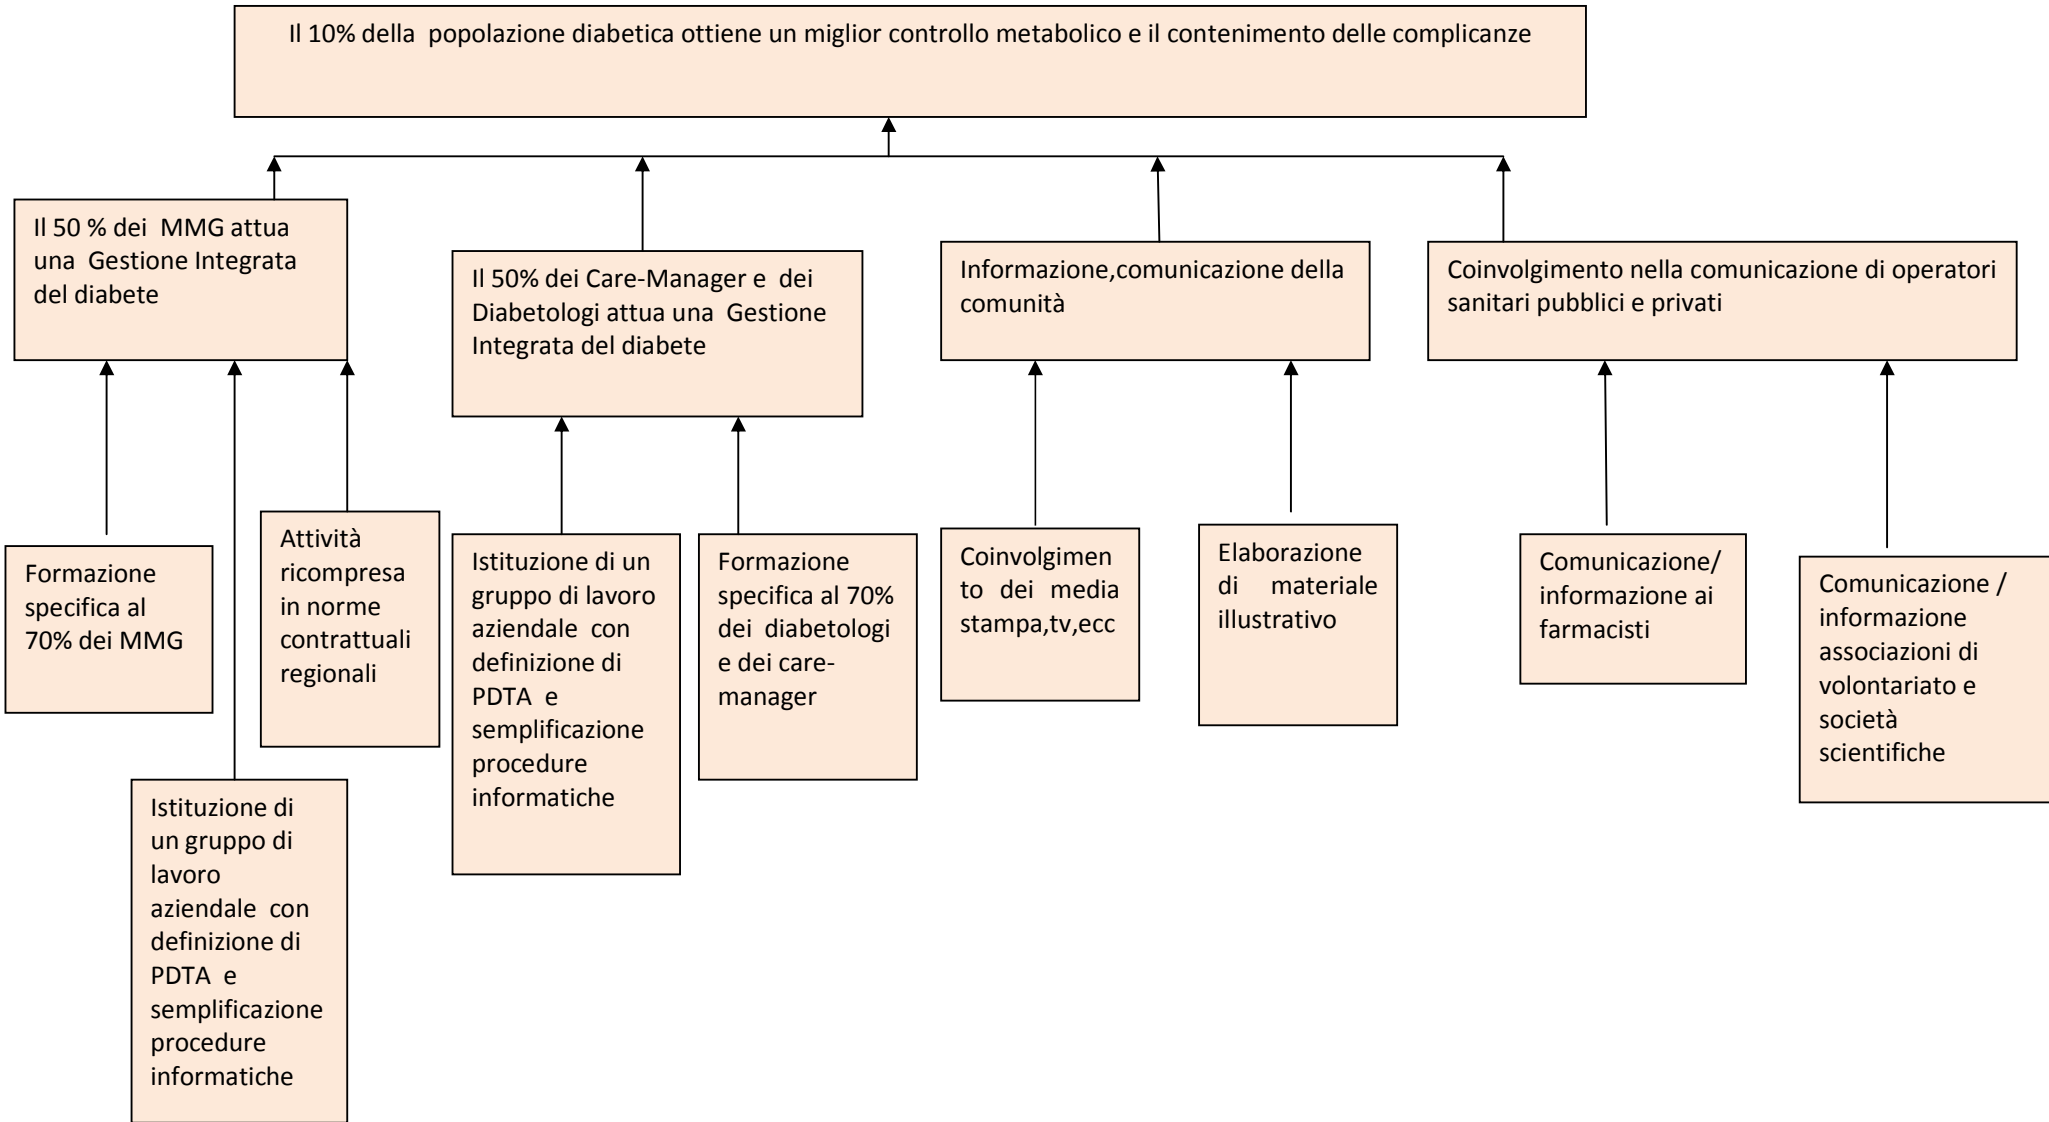 Il 10% della popolazione diabetica ottiene un miglior controllo metabolico e il contenimento delle complicanze
Il 50 % dei MMG attua
una Gestione Integrata
del diabete
Il 50% dei Care-Manager e dei
Diabetologi attua una Gestione
Integrata del diabete
Informazione,comunicazione della
comunità
Coinvolgimento nella comunicazione di operatori
sanitari pubblici e privati
Formazione
specifica al
70% dei MMG
Istituzione di
un gruppo di
lavoro
aziendale con
definizione di
PDTA e
semplificazione
procedure
informatiche
Attività
ricompresa
in norme
contrattuali
regionali
Istituzione di un
gruppo di lavoro
aziendale con
definizione di
PDTA e
semplificazione
procedure
informatiche
Formazione
specifica al 70%
dei diabetologi
e dei care-
manager
Coinvolgimen
to dei media
stampa,tv,ecc
Elaborazione
di materiale
illustrativo
Comunicazione/
informazione ai
farmacisti
Comunicazione /
informazione
associazioni di
volontariato e
società
scientifiche